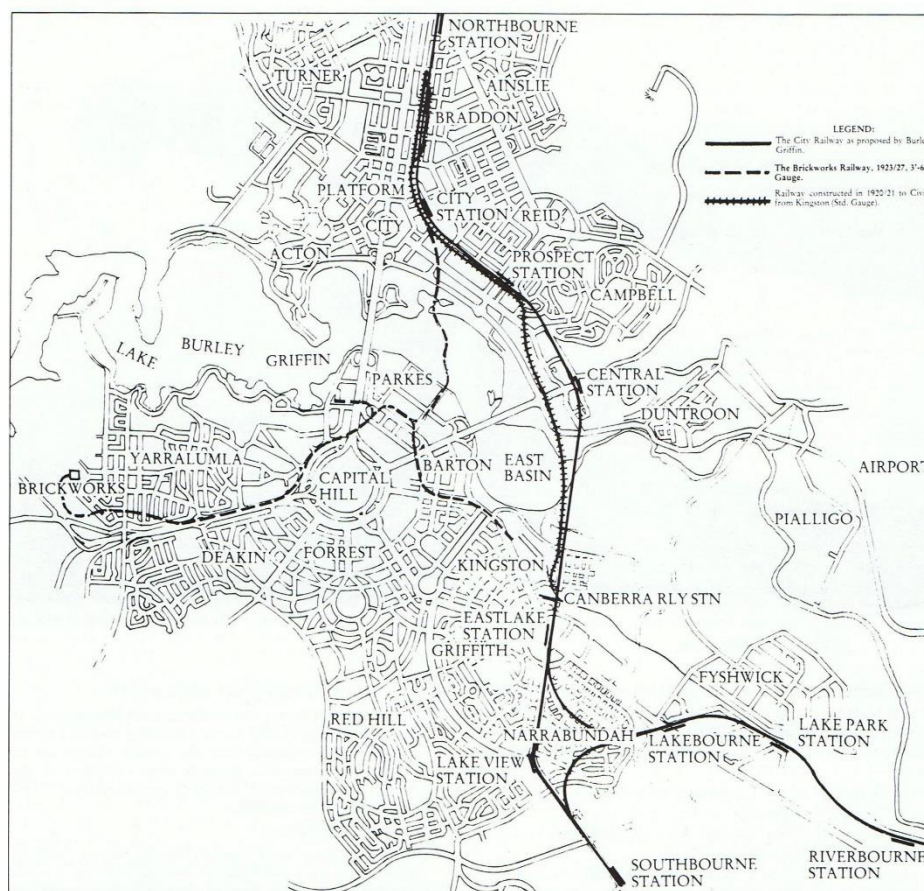 NORTHBOURNE
STATION
TURNER
AINSLIE
BRADDON
LEGEND:
The City Railway as proposed by Burle
Griffin.
The Brickworks Railway, 1923/27, 3'-6
Gauge.
Railway constructed in 1920/21 to Civi
from Kingston (Std. Gauge).
PLATFORM
CITY
STATION
REID
CITY
ACTON
PROSPECT
STATION
CAMPBELL
LAKE BURLEY GRIFFIN
PARKES
CENTRAL
STATION
DUNTROON
YARRALUMLA
BRICKWORKS
CAPITAL
HILL
BARTON
EAST
BASIN
AIRPORT
PIALLIGO
DEAKIN
FORREST
KINGSTON
CANBERRA RLY STN
EASTLAKE
STATION
GRIFFITH
FYSHWICK
RED HILL
NARRABUNDAH
LAKE VIEW
STATION
LAKEBOURNE
STATION
LAKE PARK
STATION
SOUTHBOURNE
STATION
RIVERBOURNE
STATION